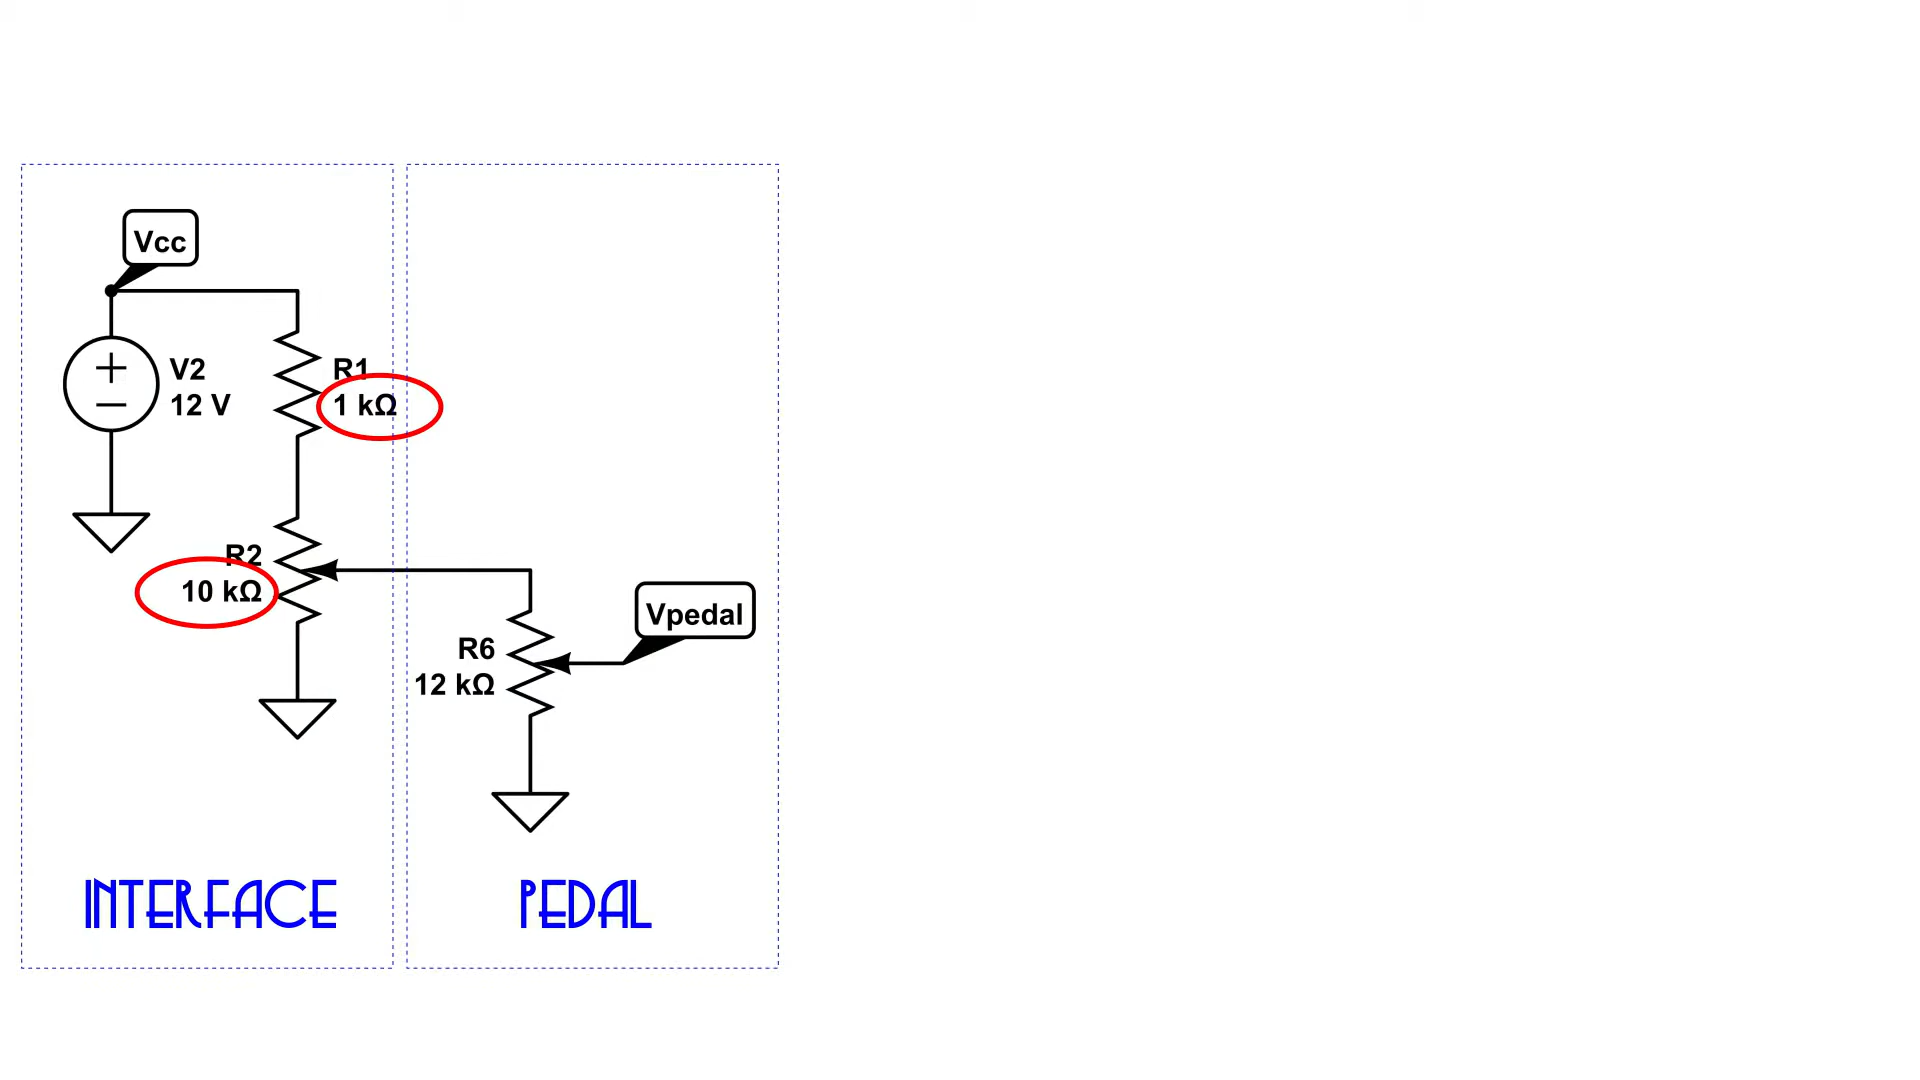 Vcc
V2
12 V
R1
1 kΩ
R2
10 kΩ
Vpedal
R6
12 kΩ
INTERFACE
PEDAL